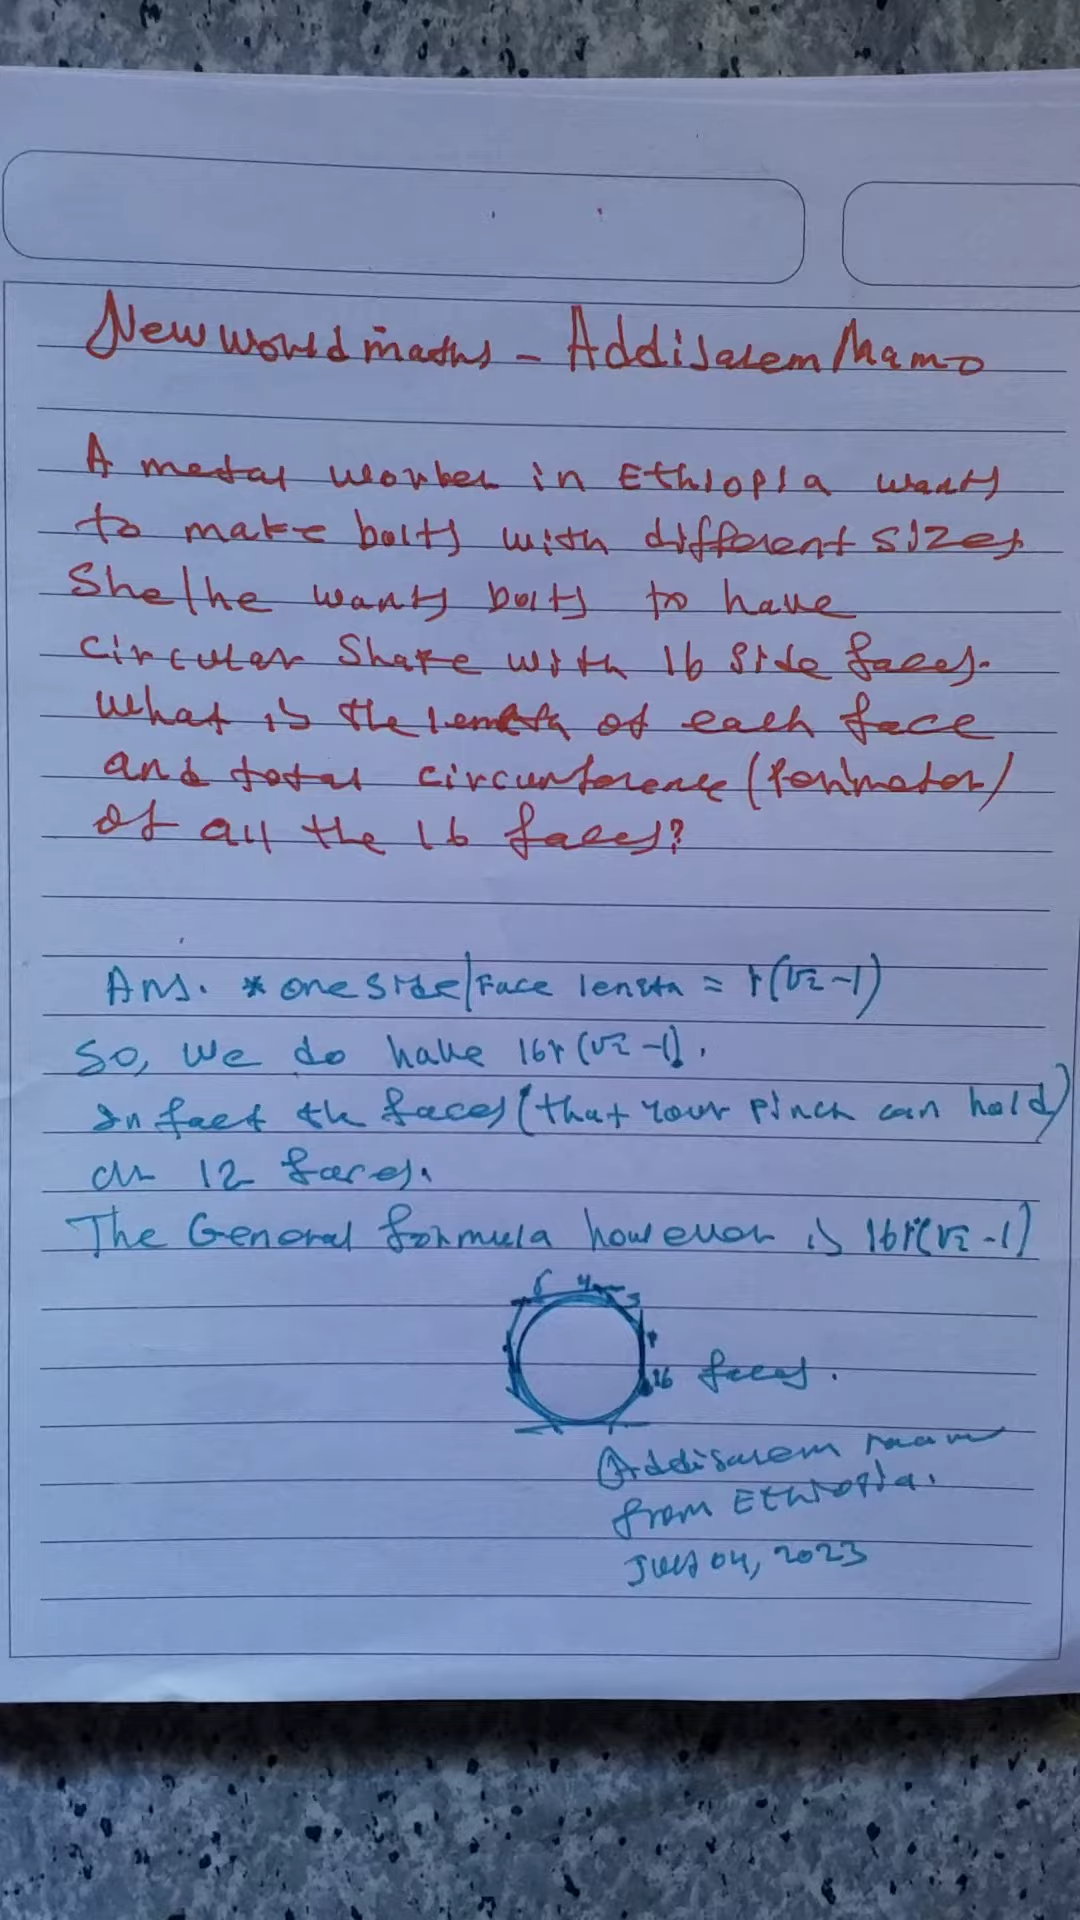 New world maths - Addisalem Mamo
A metal worker in Ethiopia wants
to make bolts with different sizes
She/he wants bolts to have
circular Shape with 16 side faces.
What is the length of each face
and total circumference (Perimeter)
of all the 16 faces?
Ans. * one side/Face length = r(√2-1)
So, we do have 16r(√2-1).
In fact the faces (that your pinch can hold)
are 12 faces.
The General formula however is 16r(√2-1)
16 faces.
Addisalem mamo
from Ethiopia.
July 04, 2023